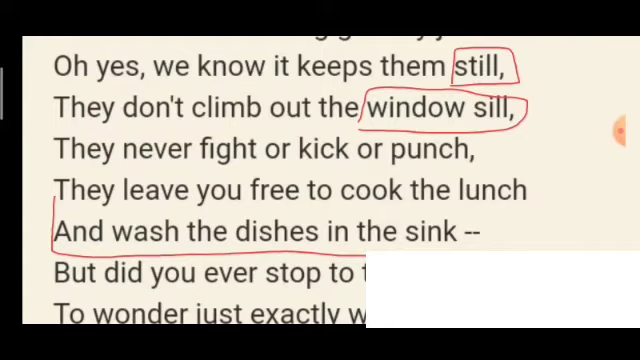 Oh yes, we know it keeps them still,
They don't climb out the window sill,
They never fight or kick or punch,
They leave you free to cook the lunch
And wash the dishes in the sink --
But did you ever stop to
To wonder just exactly